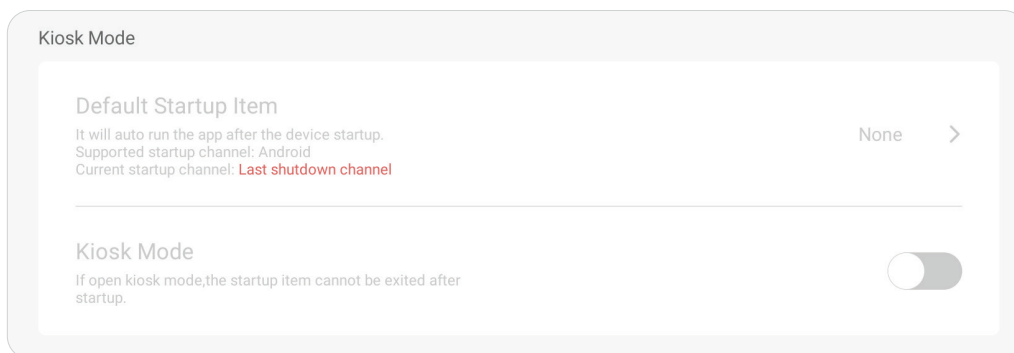 Kiosk Mode
Default Startup Item
It will auto run the app after the device startup.
Supported startup channel: Android
Current startup channel: Last shutdown channel
None
Kiosk Mode
If open kiosk mode,the startup item cannot be exited after
startup.